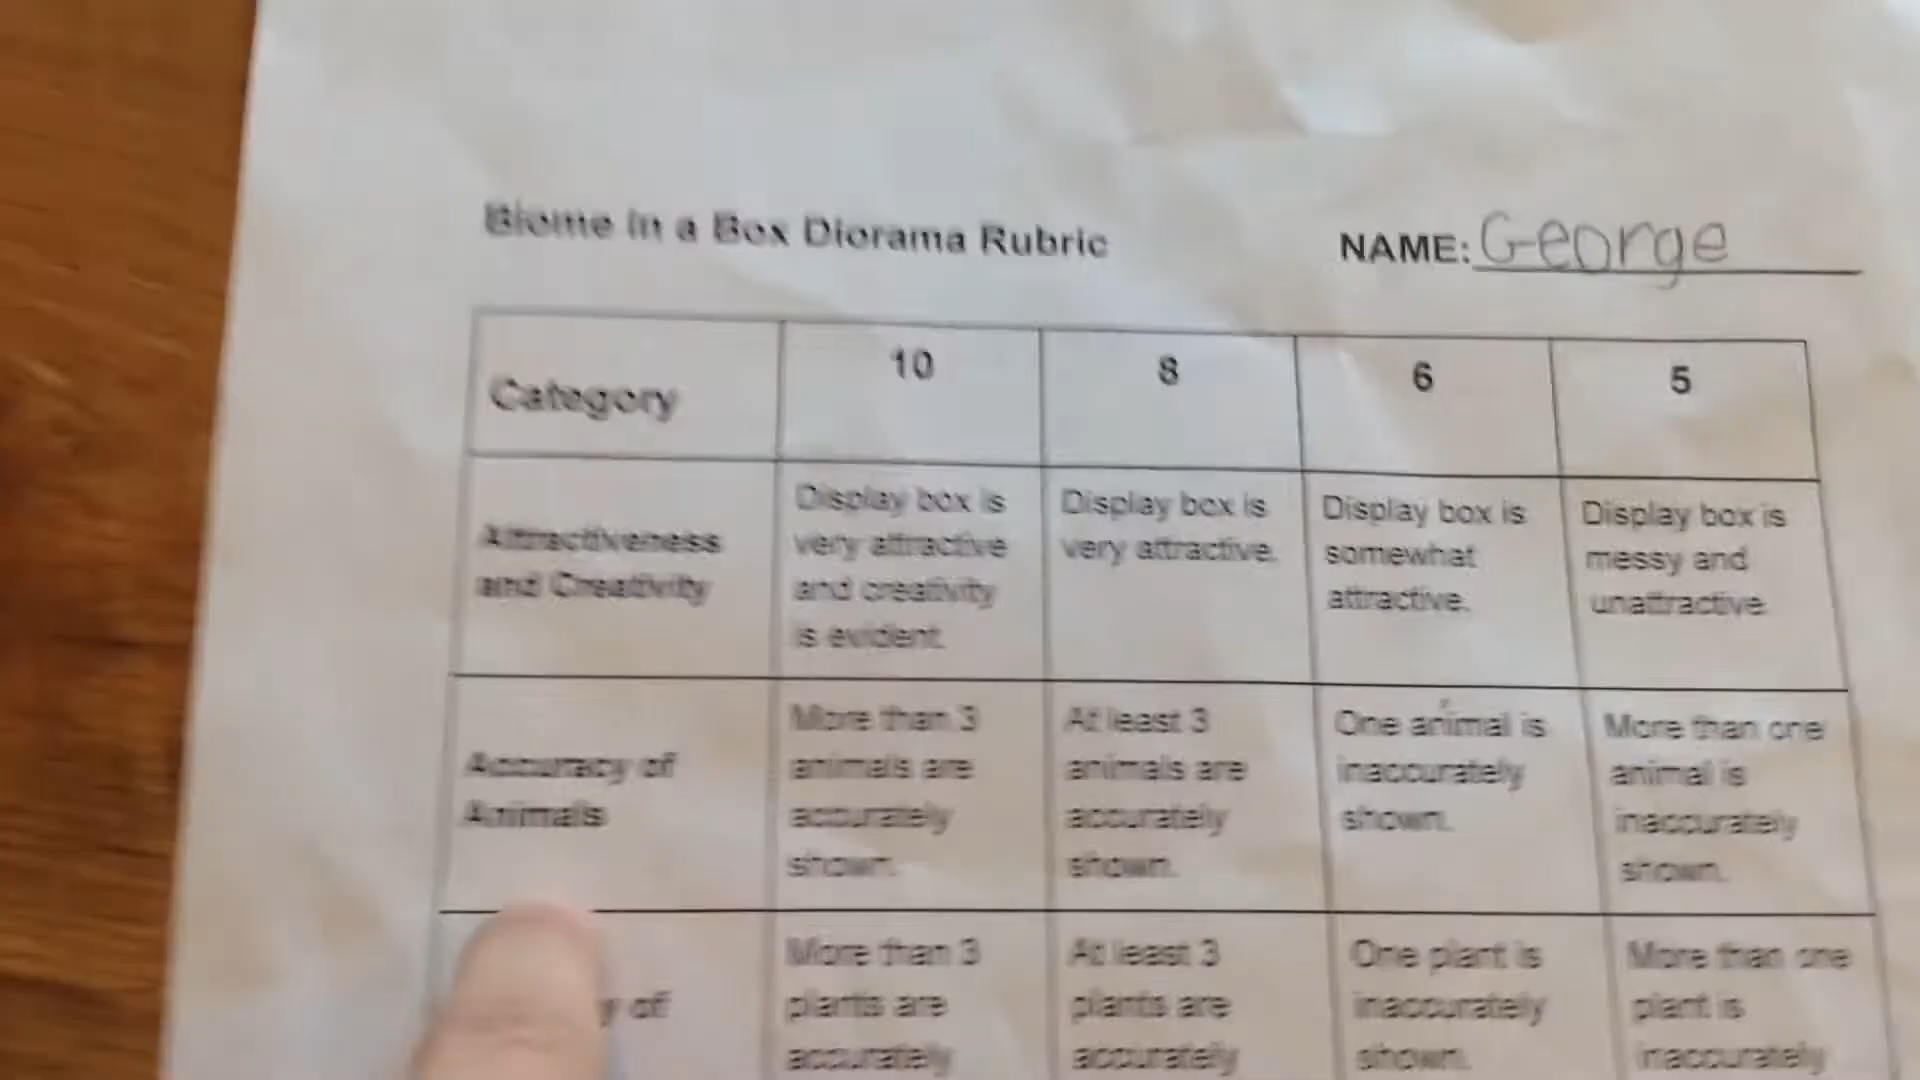 Biome in a Box Diorama Rubric
NAME: George
Category
10
8
6
5
Attractiveness
and Creativity
Display box is
very attractive
and creativity
is evident.
Display box is
very attractive.
Display box is
somewhat
attractive.
Display box is
messy and
unattractive
Accuracy of
Animals
More than 3
animals are
accurately
shown.
At least 3
animals are
accurately
shown.
One animal is
inaccurately
shown.
More than one
animal is
inaccurately
shown.
of
More than 3
plants are
accurately
At least 3
plants are
accurately
One plant is
inaccurately
shown.
More than one
plant is
inaccurately